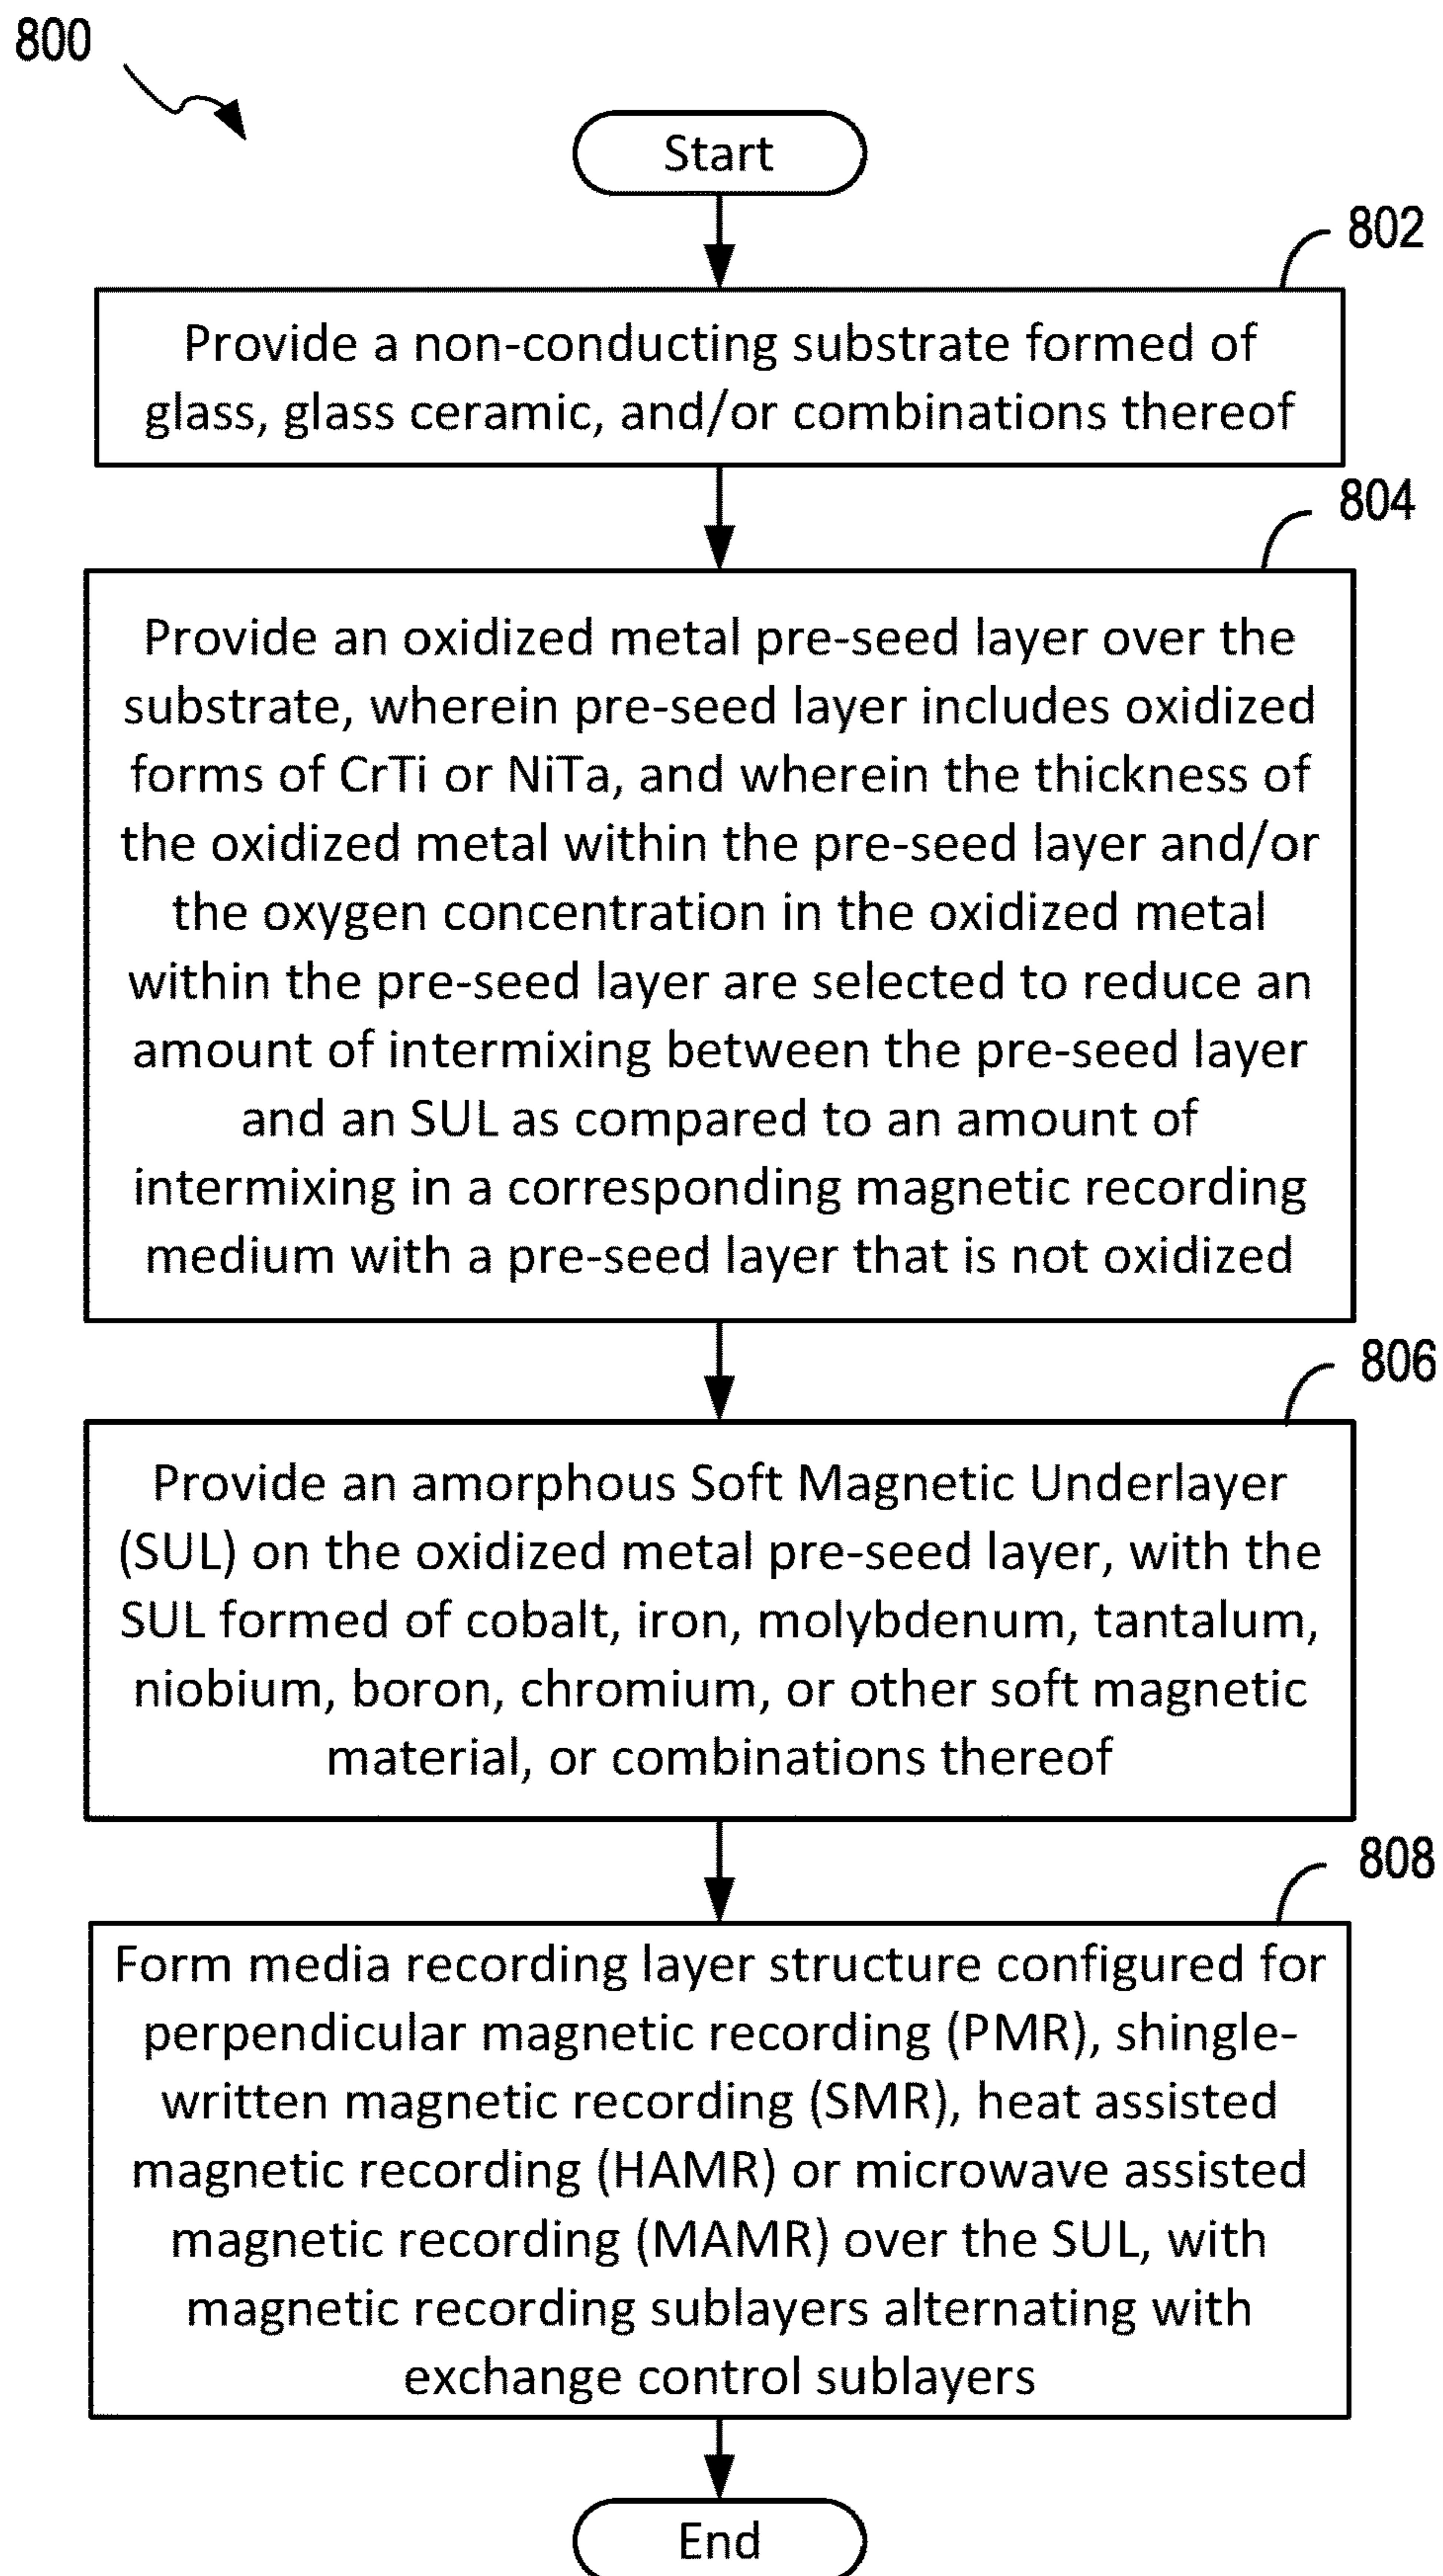 800
Start
802
Provide a non-conducting substrate formed of
glass, glass ceramic, and/or combinations thereof
804
Provide an oxidized metal pre-seed layer over the
substrate, wherein pre-seed layer includes oxidized
forms of CrTi or NiTa, and wherein the thickness of
the oxidized metal within the pre-seed layer and/or
the oxygen concentration in the oxidized metal
within the pre-seed layer are selected to reduce an
amount of intermixing between the pre-seed layer
and an SUL as compared to an amount of
intermixing in a corresponding magnetic recording
medium with a pre-seed layer that is not oxidized
806
Provide an amorphous Soft Magnetic Underlayer
(SUL) on the oxidized metal pre-seed layer, with the
SUL formed of cobalt, iron, molybdenum, tantalum,
niobium, boron, chromium, or other soft magnetic
material, or combinations thereof
808
Form media recording layer structure configured for
perpendicular magnetic recording (PMR), shingle-
written magnetic recording (SMR), heat assisted
magnetic recording (HAMR) or microwave assisted
magnetic recording (MAMR) over the SUL, with
magnetic recording sublayers alternating with
exchange control sublayers
End